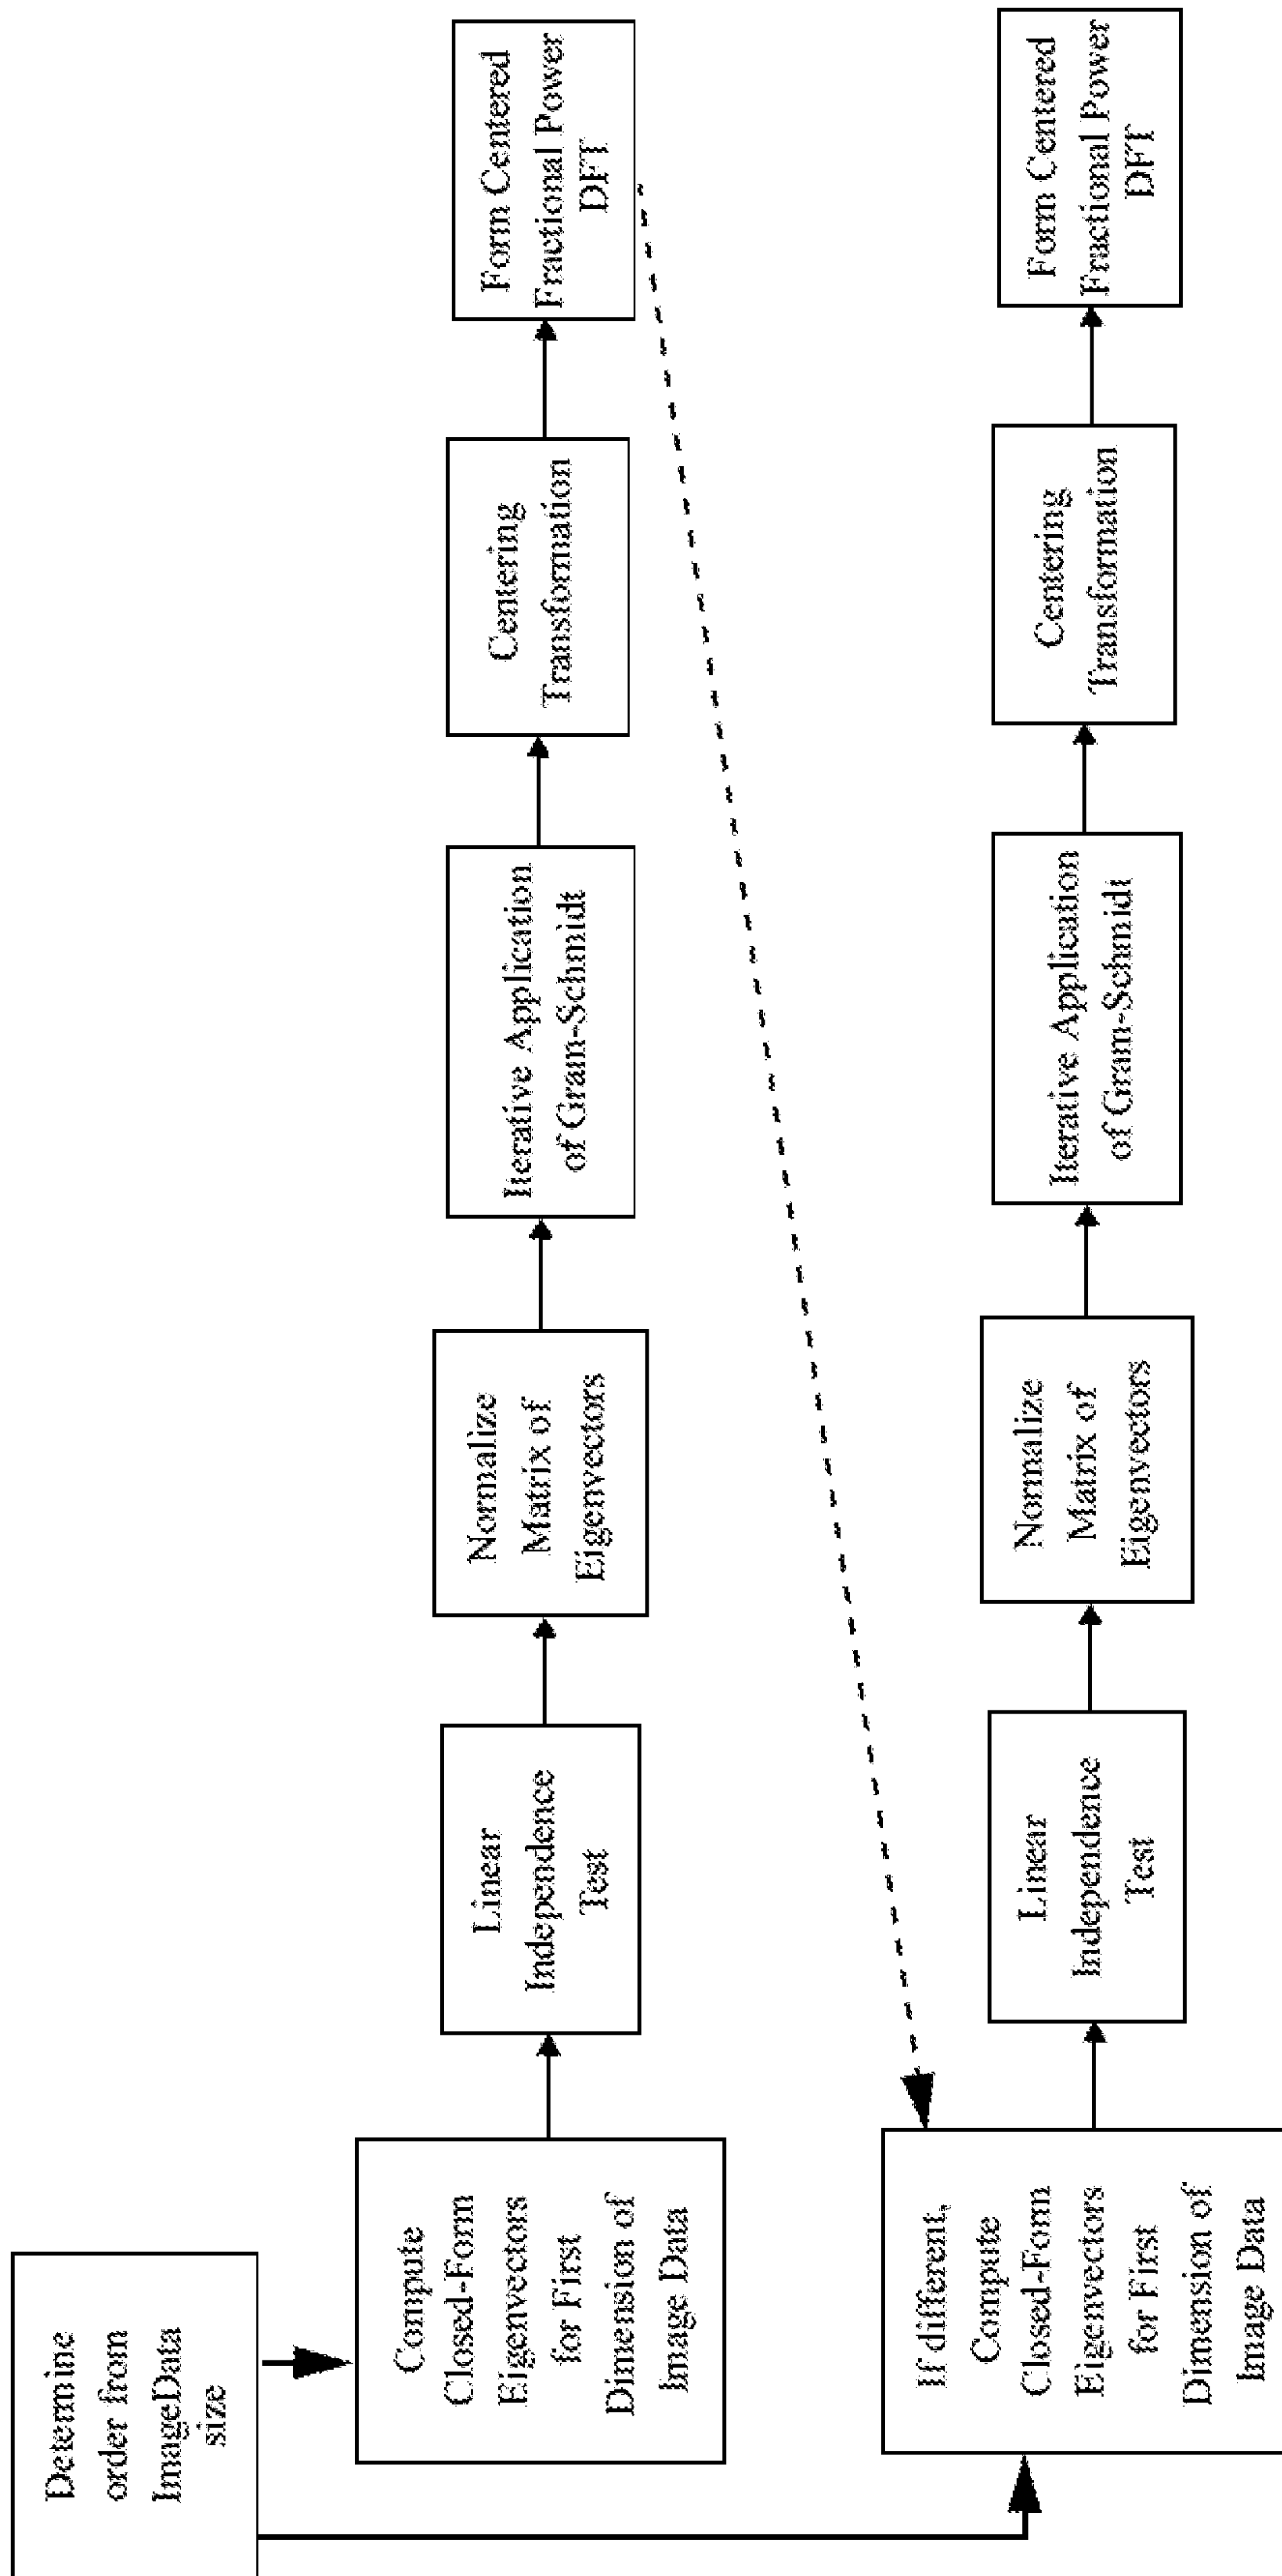 Determine
order from
ImageData
size
Compute
Closed-Form
Eigenvectors
for First
Dimension of
Image Data
Linear
Independence
Test
Normalize
Matrix of
Eigenvectors
Iterative Application
of Gram-Schmidt
Centering
Transformation
Form Centered
Fractional Power
DFT
If different,
Compute
Closed-Form
Eigenvectors
for First
Dimension of
Image Data
Linear
Independence
Test
Normalize
Matrix of
Eigenvectors
Iterative Application
of Gram-Schmidt
Centering
Transformation
Form Centered
Fractional Power
DFT